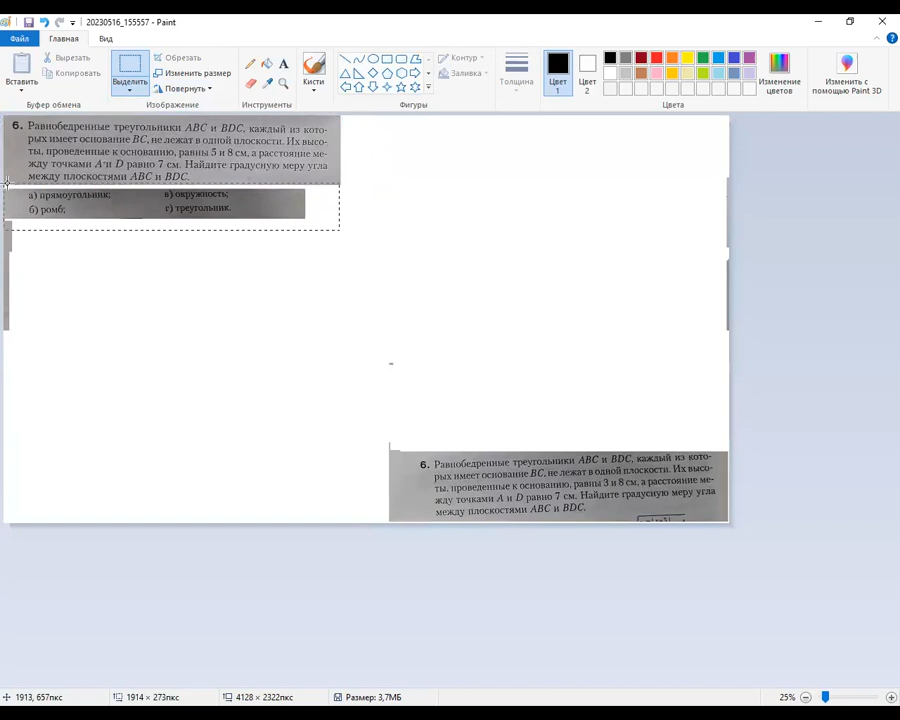 20230516_155557 - Paint
Файл
Главная
Вид
Вставить
Вырезать
Копировать
Буфер обмена
Выделить
Обрезать
Изменить размер
Повернуть
Изображение
Инструменты
Кисти
Контур
Заливка
Фигуры
Толщина
Цвет 1
Цвет 2
Цвета
Изменение цветов
Изменить с помощью Paint 3D
6. Равнобедренные треугольники ABC и BDC, каждый из кото-
рых имеет основание BC, не лежат в одной плоскости. Их высо-
ты, проведенные к основанию, равны 5 и 8 см, а расстояние ме-
жду точками A и D равно 7 см. Найдите градусную меру угла
между плоскостями ABC и BDC.
а) прямоугольник; в) окружность;
б) ромб; г) треугольник.
6. Равнобедренные треугольники ABC и BDC, каждый из кото-
рых имеет основание BC, не лежат в одной плоскости. Их высо-
ты, проведенные к основанию, равны 3 и 8 см, а расстояние ме-
жду точками A и D равно 7 см. Найдите градусную меру угла
между плоскостями ABC и BDC.
1913, 657пкс
1914 × 273пкс
4128 × 2322пкс
Размер: 3,7МБ
25%